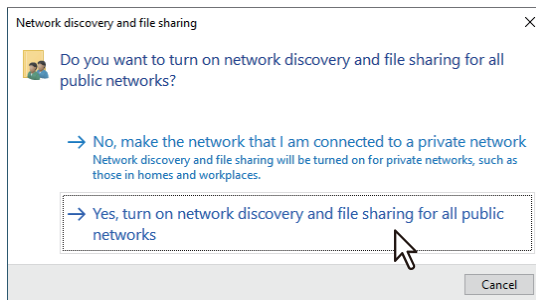 Network discovery and file sharing
Do you want to turn on network discovery and file sharing for all
public networks?
No, make the network that I am connected to a private network
Network discovery and file sharing will be turned on for private networks, such as
those in homes and workplaces.
Yes, turn on network discovery and file sharing for all public
networks
Cancel